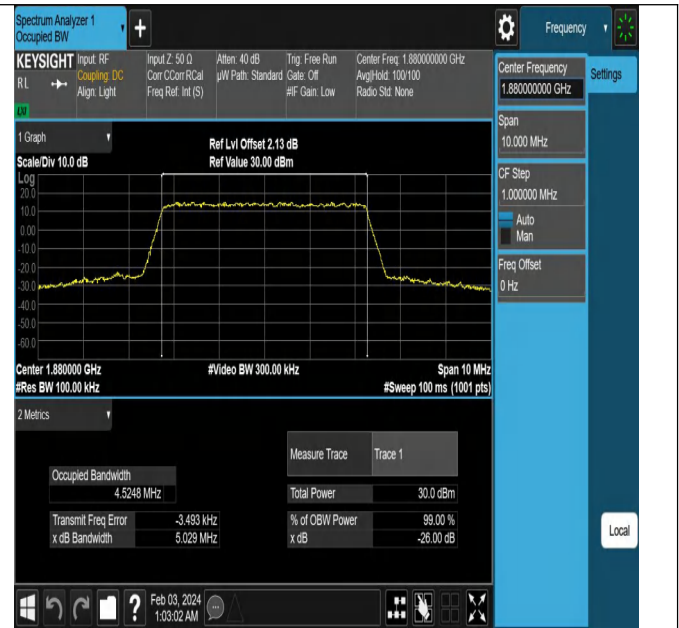 Spectrum Analyzer 1
Occupied BW
Frequency
KEYSIGHT
RL
LXI
Input: RF
Coupling: DC
Align: Light
Input Z: 50 Ω
Corr CCorr RCal
Freq Ref: Int (S)
Atten: 40 dB
µW Path: Standard
Trig: Free Run
Gate: Off
#IF Gain: Low
Center Freq: 1.880000000 GHz
Avg|Hold: 100/100
Radio Std: None
Center Frequency
1.880000000 GHz
Settings
Span
10.000 MHz
CF Step
1.000000 MHz
Auto
Man
Freq Offset
0 Hz
1 Graph
Scale/Div 10.0 dB
Ref Lvl Offset 2.13 dB
Ref Value 30.00 dBm
Log
20.0
10.0
0.00
-10.0
-20.0
-30.0
-40.0
-50.0
-60.0
Center 1.88000 GHz
#Video BW 300.00 kHz
Span 10 MHz
#Res BW 100.00 kHz
#Sweep 100 ms (1001 pts)
2 Metrics
Measure Trace
Trace 1
Occupied Bandwidth
4.5248 MHz
Total Power
30.0 dBm
Transmit Freq Error
-3.493 kHz
% of OBW Power
99.00 %
x dB Bandwidth
5.029 MHz
x dB
-26.00 dB
Local
?
Feb 03, 2024
1:03:02 AM